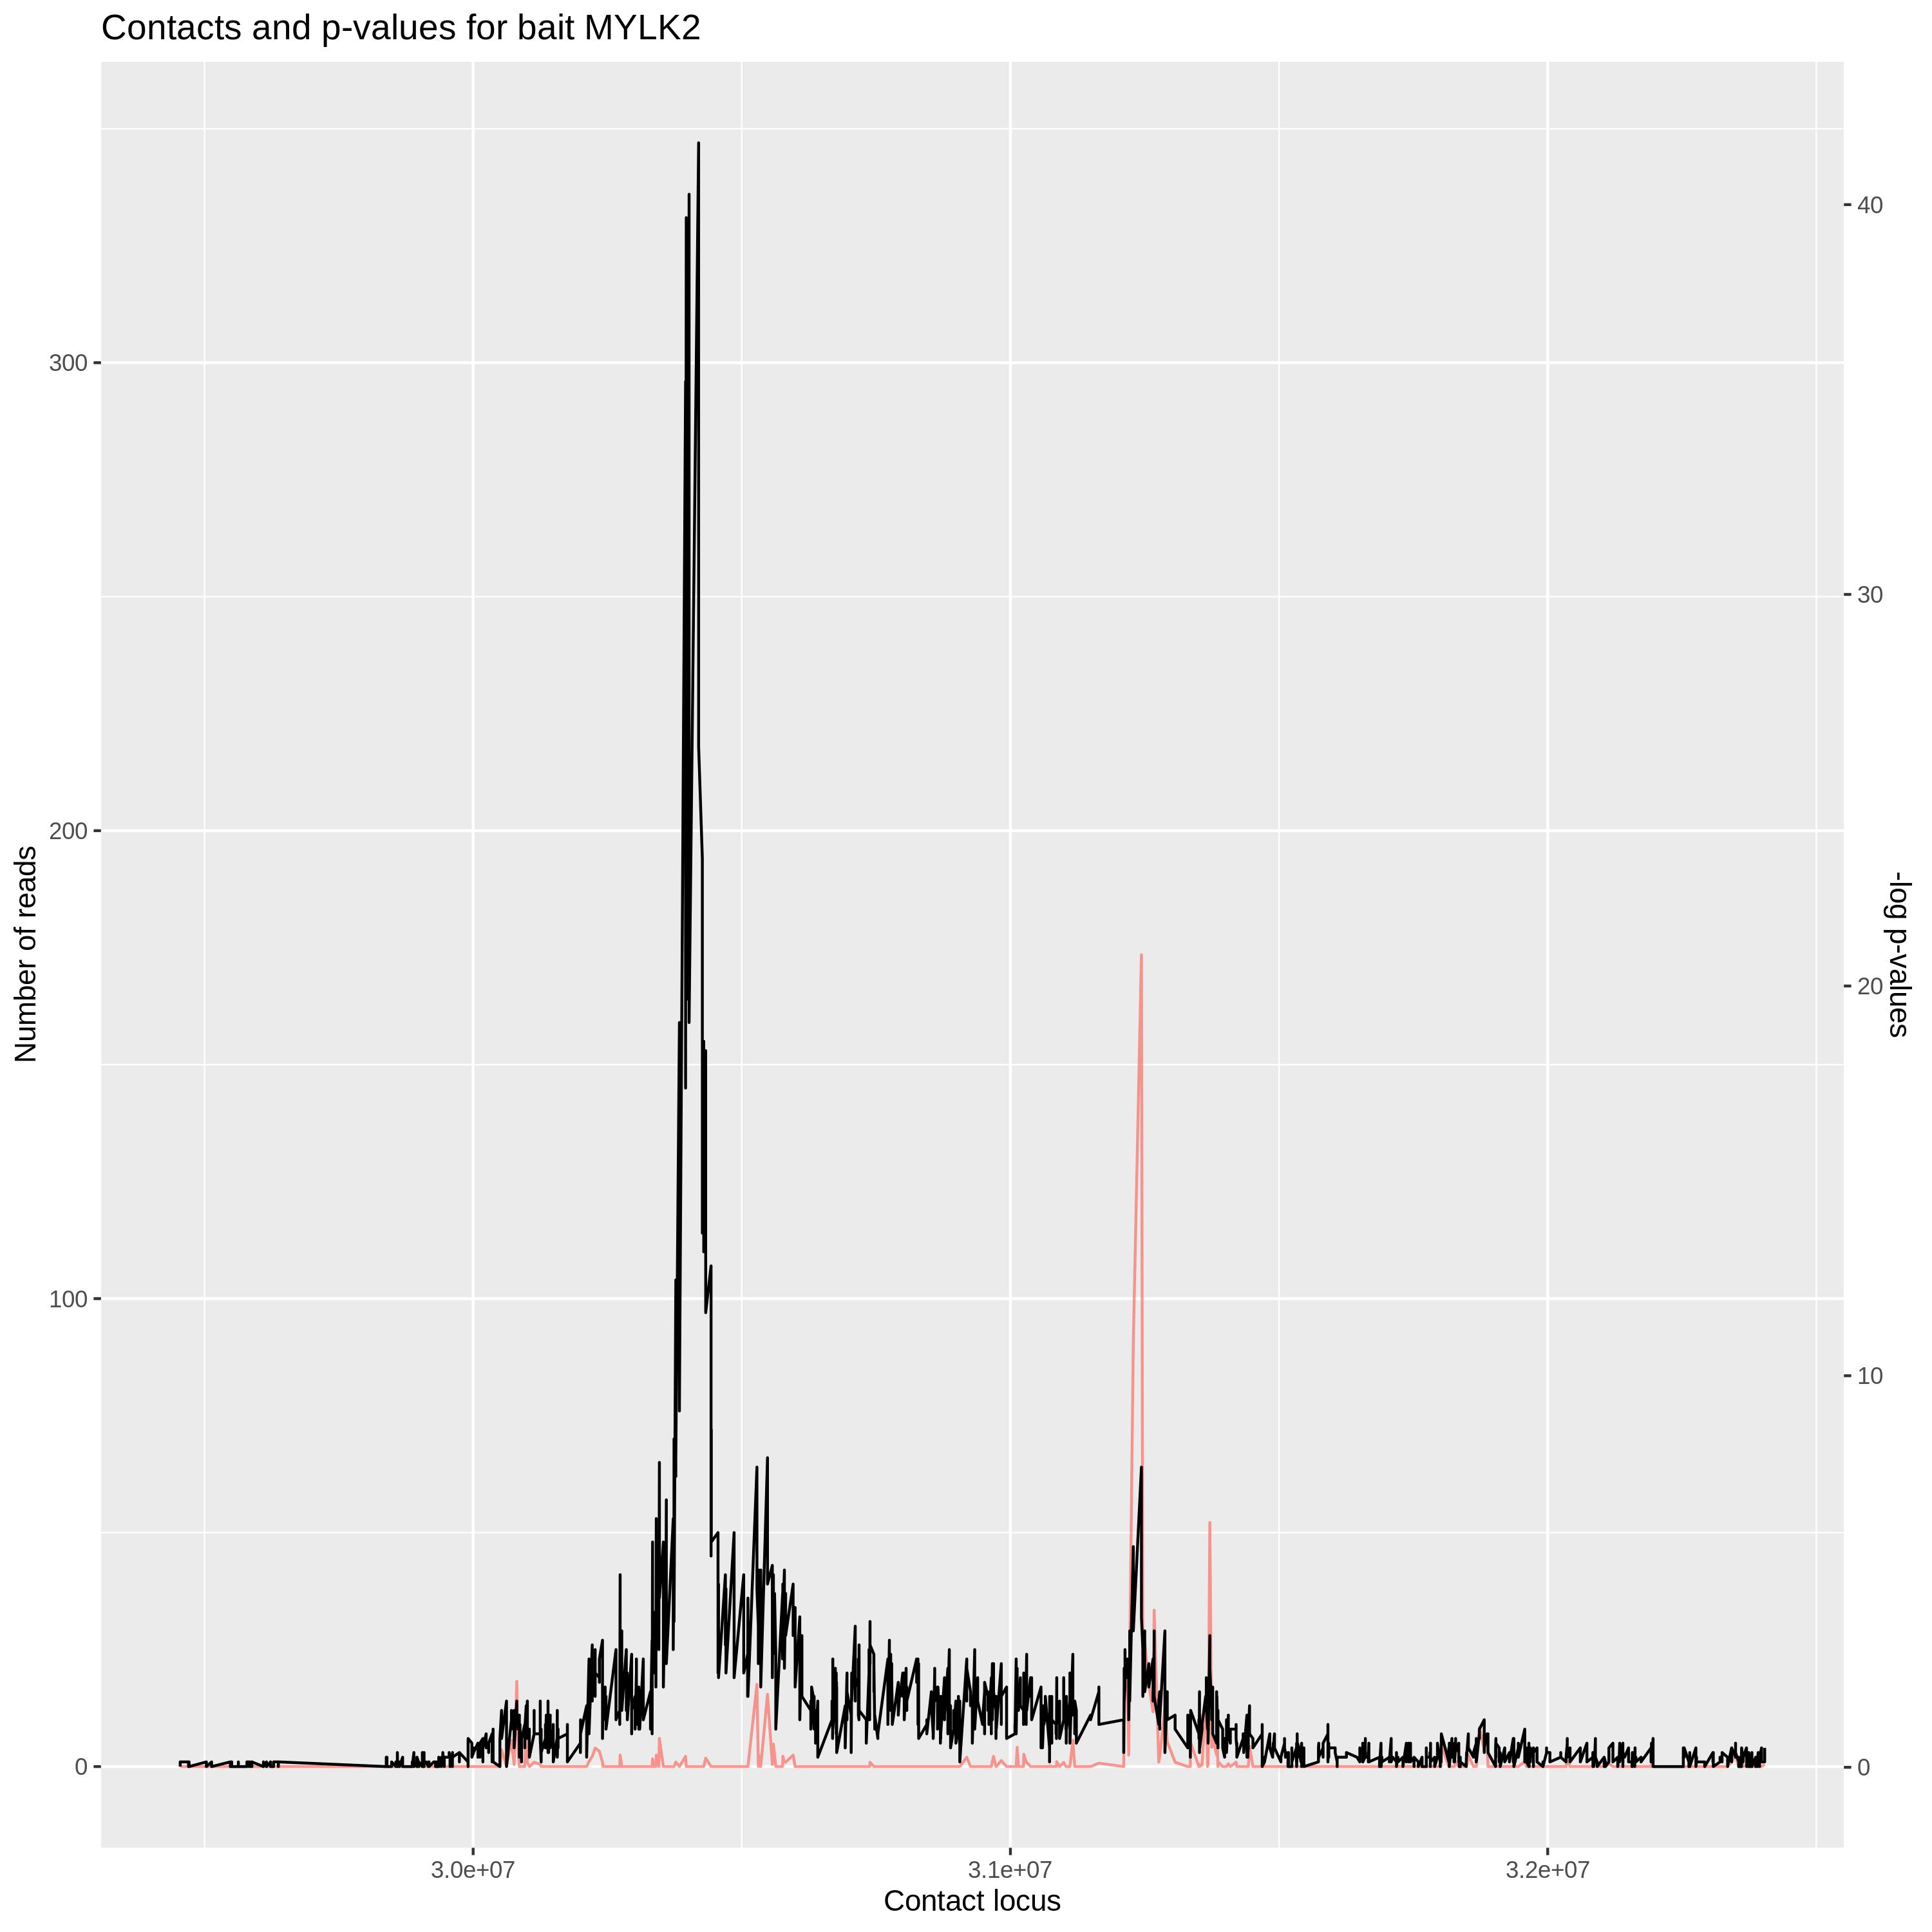 Contacts and p-values for bait MYLK2
300
200
100
0
40
30
20
10
0
3.0e+07
3.1e+07
3.2e+07
Number of reads
-log p-values
Contact locus